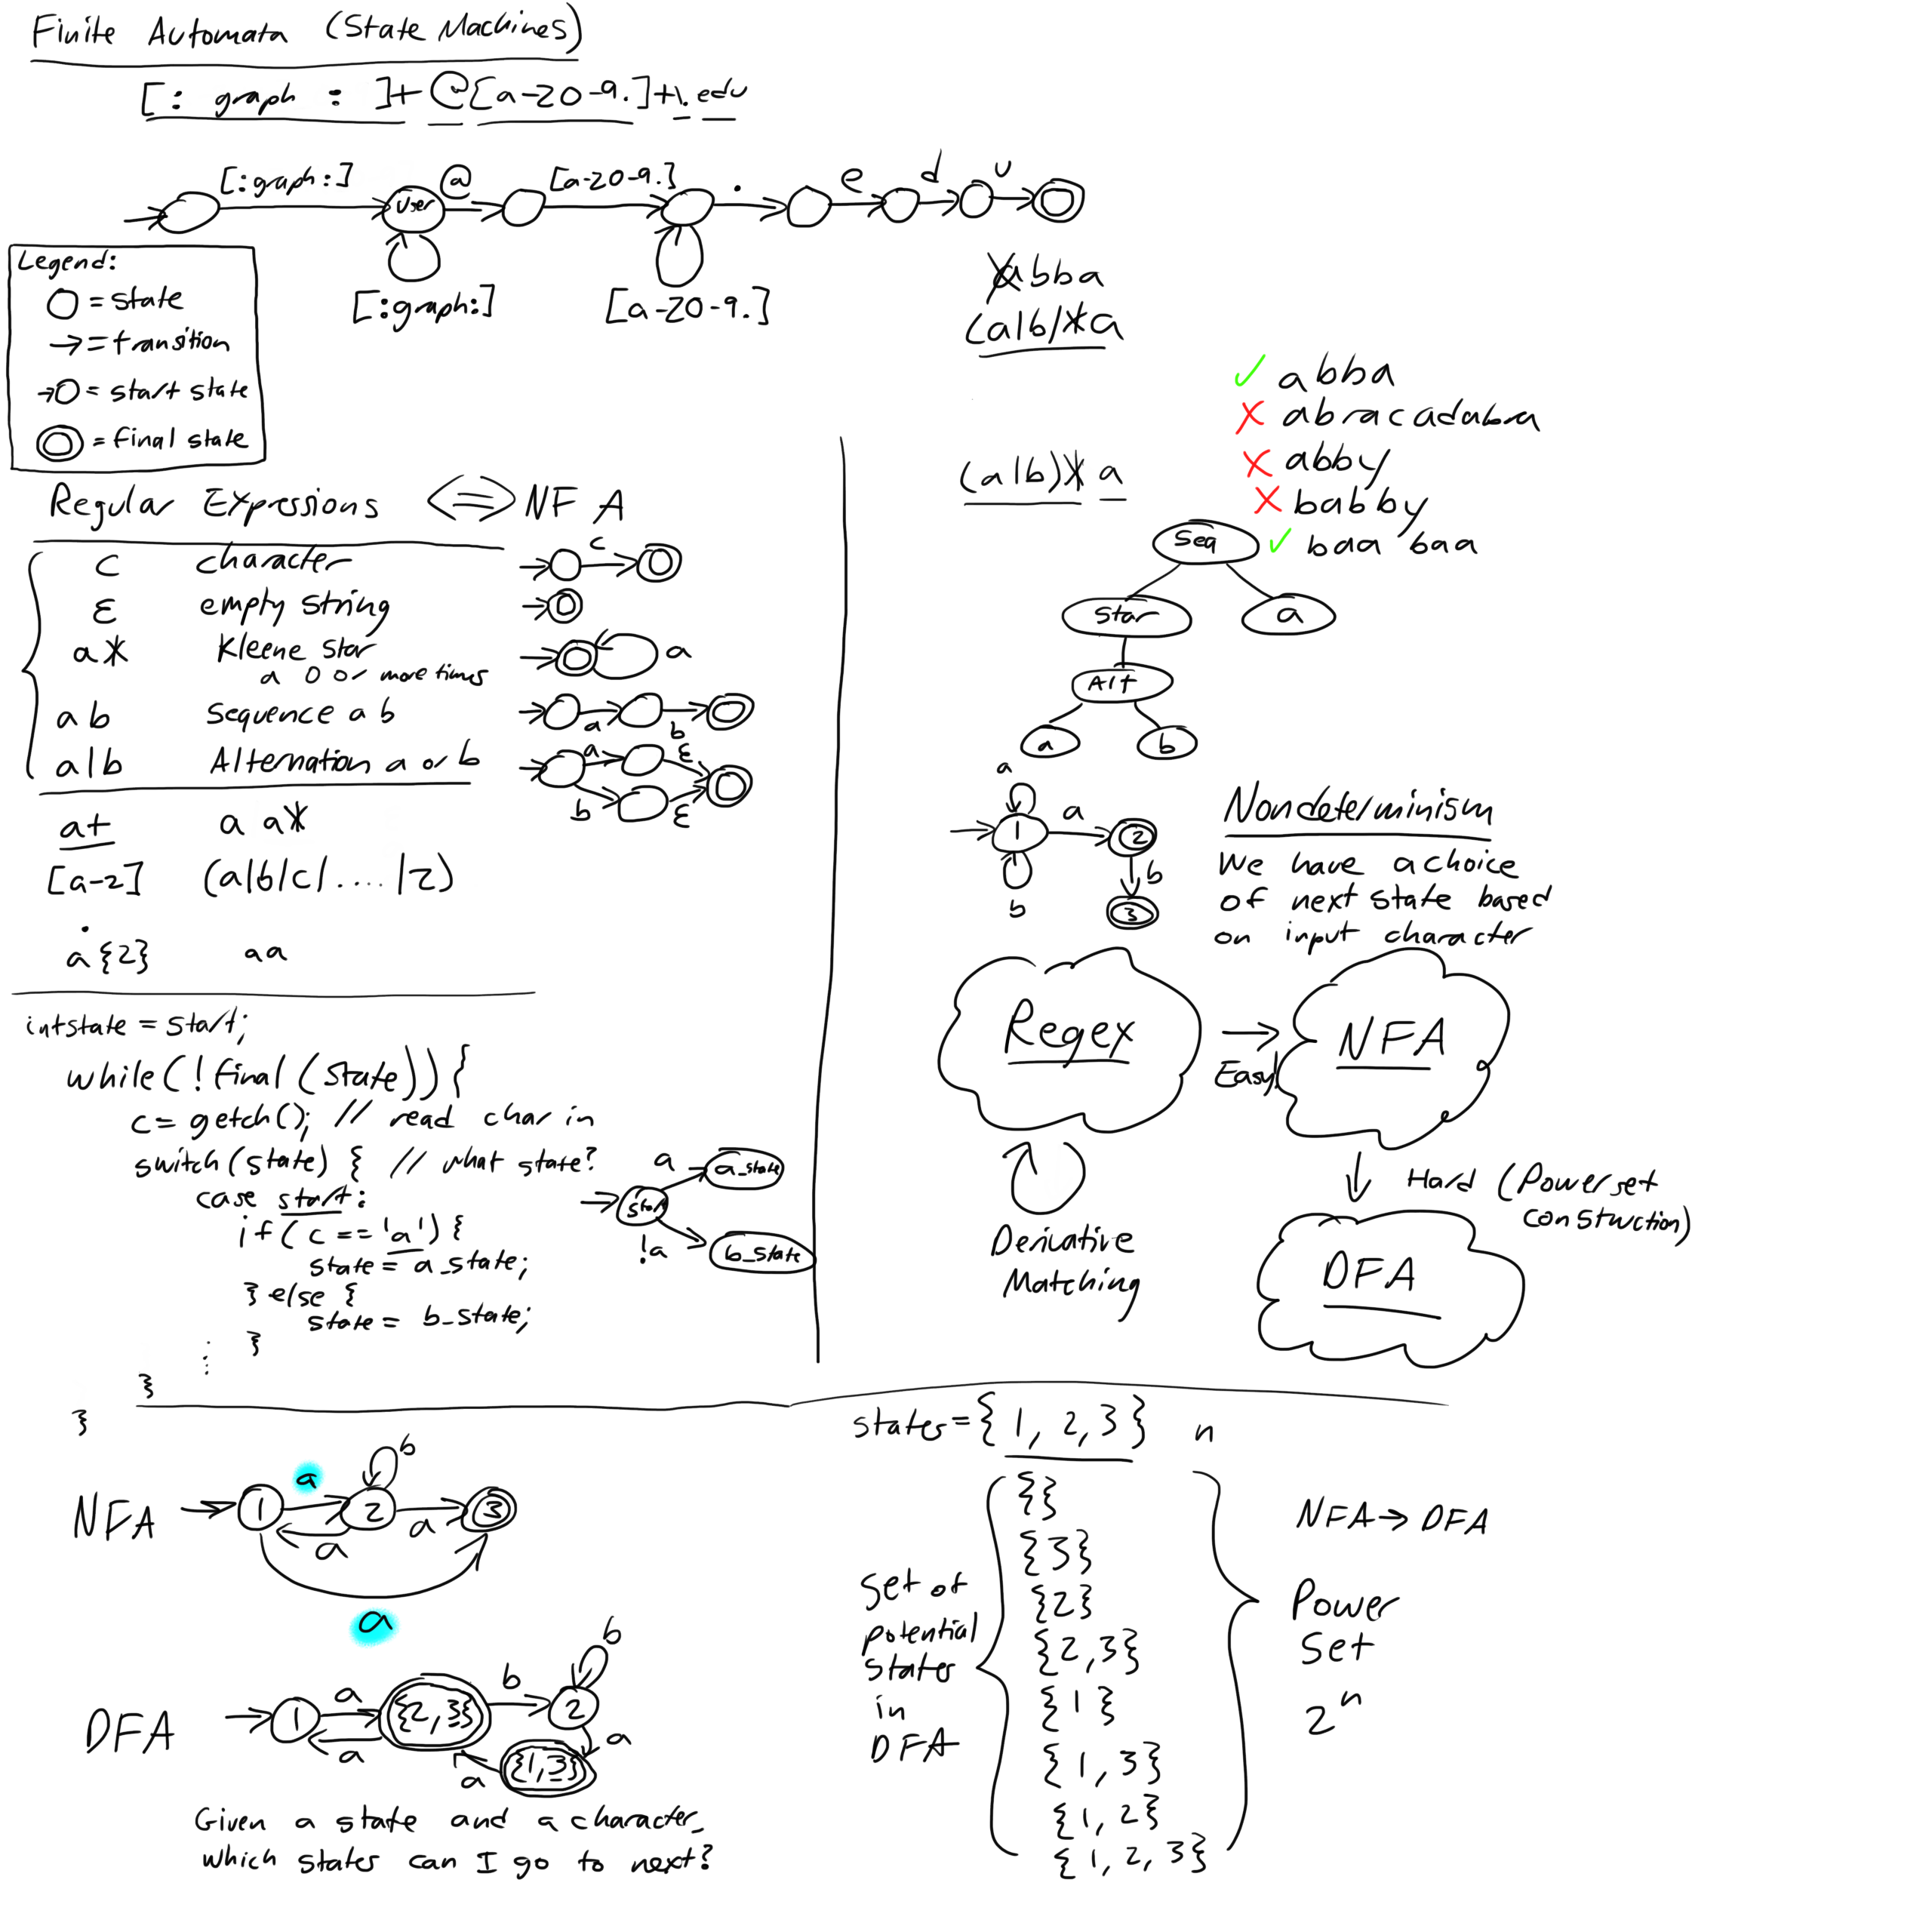 Finite Automata (State Machines)
[: graph : ]+ @[a-z0-9.]+\. edu
[:graph:] @ [a-z0-9.] . e d u
user
[:graph:] [a-z0-9.]
Legend:
O = state
→ = transition
→O = start state
◎ = final state
abba
(a|b)*a
✓ abba
✗ abracadabra
✗ abby
✗ babby
✓ baa baa
Regular Expressions <=> NFA
c character
c
ε empty string
a* Kleene star
a 0 or more times
a
ab Sequence a b
a b
a|b Alternation a or b
a ε
b ε
a+ a a*
[a-z] (a|b|c|....|z)
.
a{2} aa
int state = start;
while(!final(state)) {
c = getch(); // read char in
switch(state) { // what state?
case start:
if( c == 'a') {
state = a_state;
} else {
state = b_state;
}
⋮
}
}
a a_state
start
!a b_state
(a|b)* a
Seq
Star a
Alt
a b
a
1 a 2
b b
3
Nondeterminism
We have a choice
of next state based
on input character
Regex → NFA
Easy!
Derivative
Matching
↓ Hard (Powerset
construction)
DFA
NFA → 1 a 2 b a 3
a
a
DFA → 1 a {2,3} b 2 b
a a {1,3} a
Given a state and a character,
which states can I go to next?
states = { 1, 2, 3 } n
Set of
potential
states
in
DFA
{}
{3}
{2}
{2,3}
{1}
{1,3}
{1,2}
{1,2,3}
NFA → DFA
Power
Set
2ⁿ